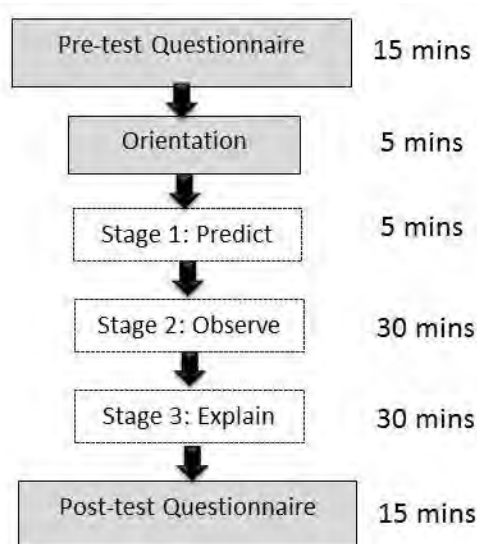 Pre-test Questionnaire 15 mins
Orientation 5 mins
Stage 1: Predict 5 mins
Stage 2: Observe 30 mins
Stage 3: Explain 30 mins
Post-test Questionnaire 15 mins